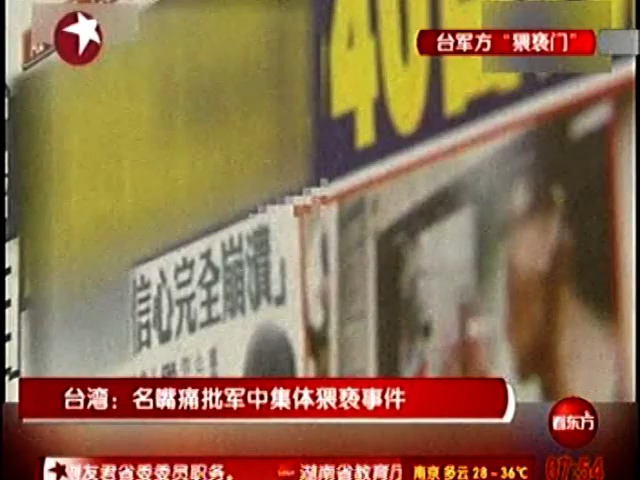 台军方“猥亵门”
40
信心完全崩溃」
台湾：名嘴痛批军中集体猥亵事件
看东方
友君省委委员职务。
湖南省教育厅
南京 多云 28～36℃
07:54